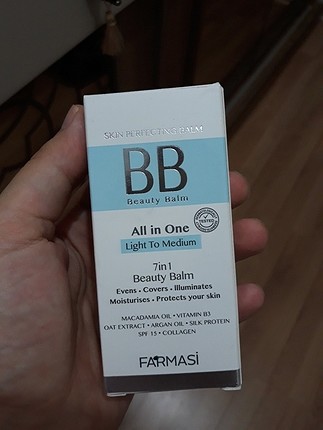 SKIN PERFECTING BALM
BB
Beauty Balm
All in One
Light To Medium
TESTED
7in1
Beauty Balm
Evens • Covers • Illuminates
Moisturises • Protects your skin
MACADAMIA OIL • VITAMIN B3
OAT EXTRACT • ARGAN OIL • SILK PROTEIN
SPF 15 • COLLAGEN
FARMASi